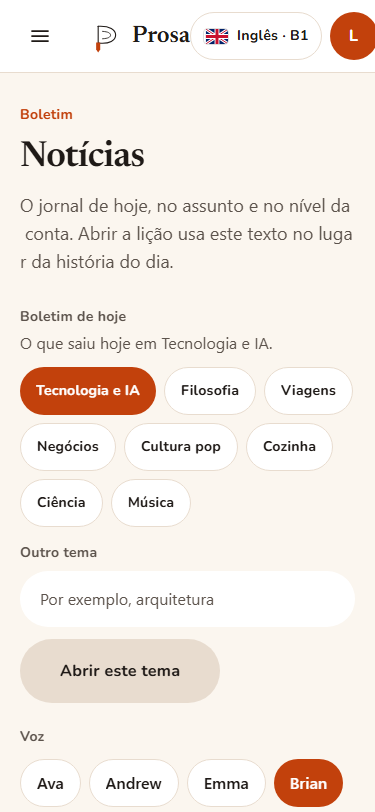 Prosa
Inglês · B1
L
Boletim
Notícias
O jornal de hoje, no assunto e no nível da
conta. Abrir a lição usa este texto no luga
r da história do dia.
Boletim de hoje
O que saiu hoje em Tecnologia e IA.
Tecnologia e IA Filosofia Viagens
Negócios Cultura pop Cozinha
Ciência Música
Outro tema
Por exemplo, arquitetura
Abrir este tema
Voz
Ava Andrew Emma Brian